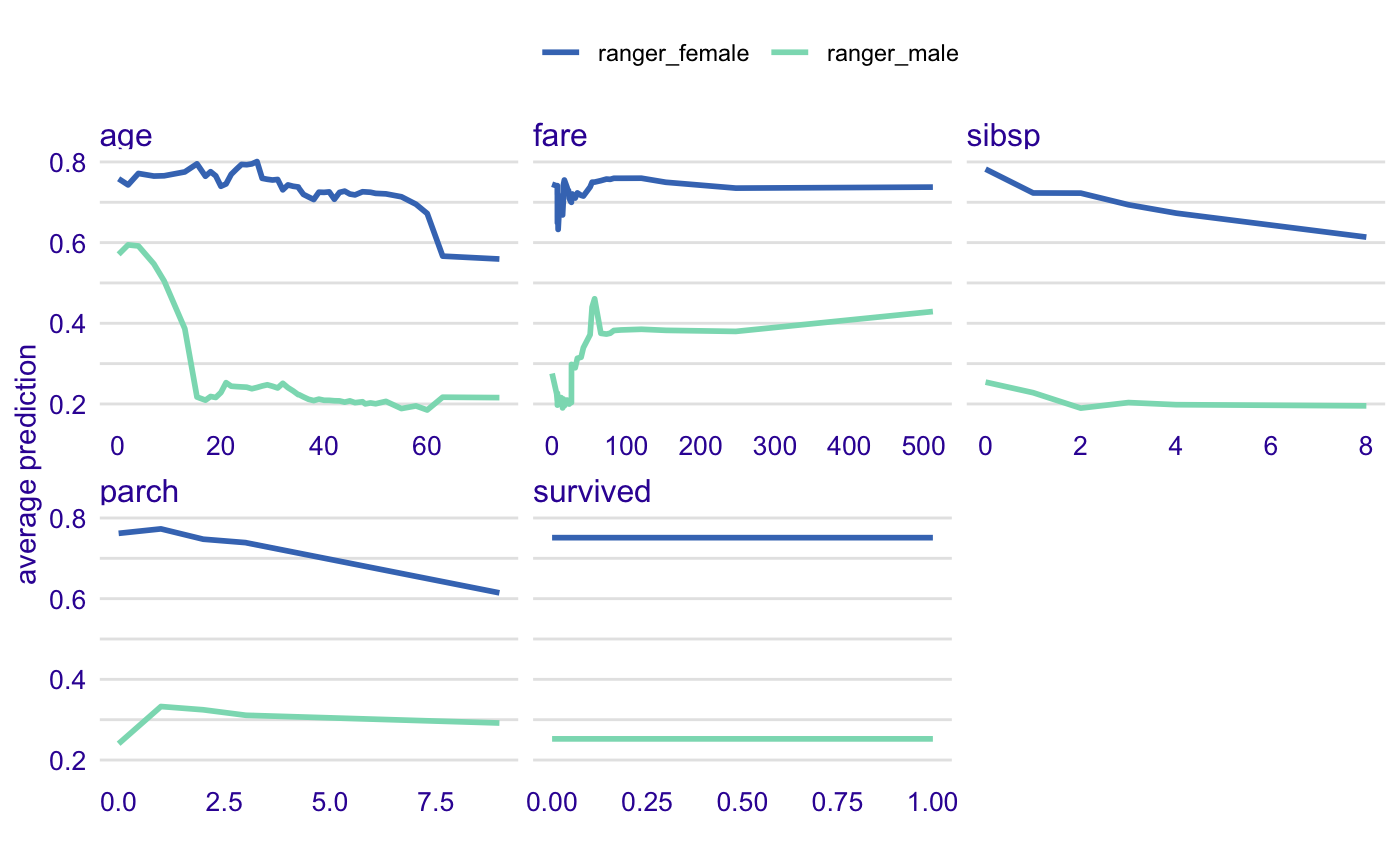 ranger_female ranger_male
age fare sibsp
0.8
0.6
0.4
0.2
0 20 40 60 0 100 200 300 400 500 0 2 4 6 8
average prediction
parch survived
0.8
0.6
0.4
0.2
0.0 2.5 5.0 7.5 0.00 0.25 0.50 0.75 1.00